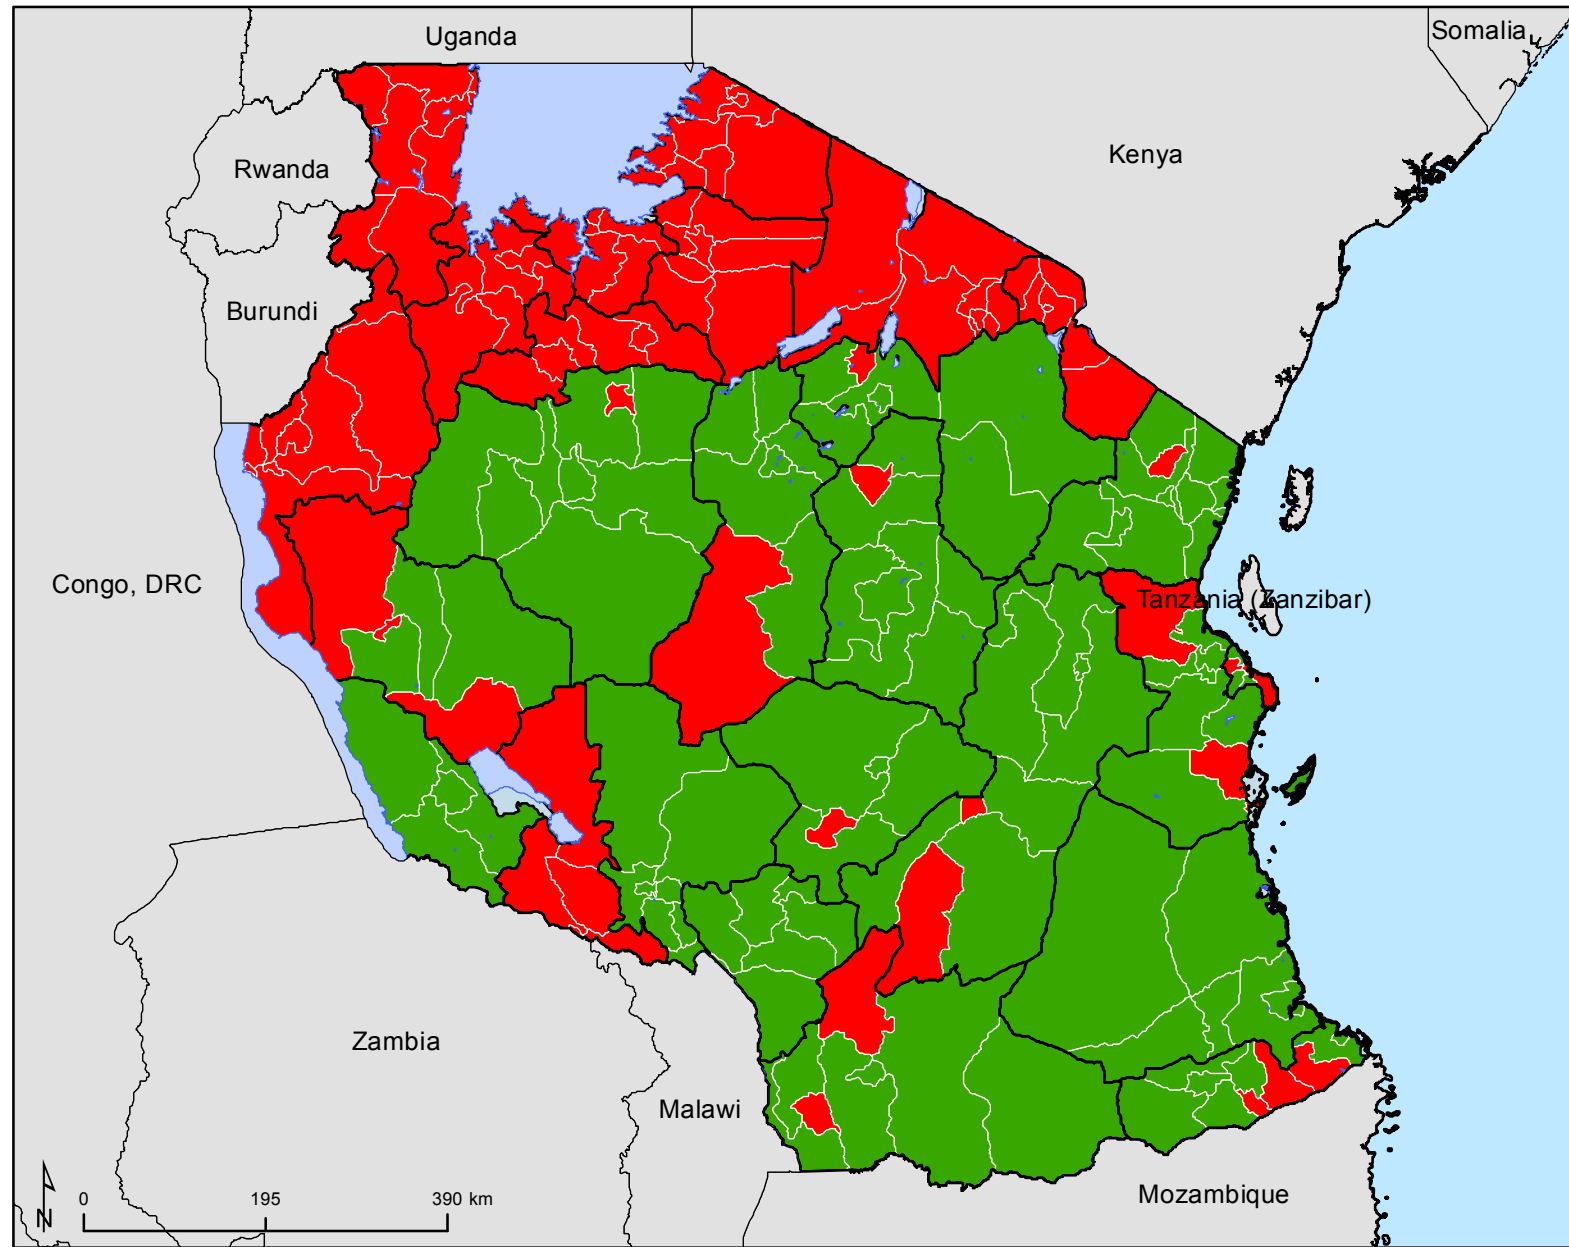 Uganda
Somalia
Rwanda
Kenya
Burundi
Congo, DRC
Tanzania (Zanzibar)
Zambia
Malawi
Mozambique
N
0 195 390 km